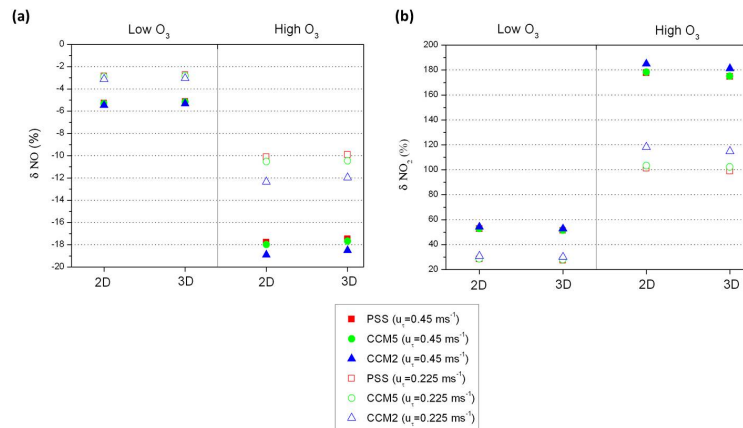 (a)
Low O3
High O3
δ NO (%)
0
-2
-4
-6
-8
-10
-12
-14
-16
-18
-20
2D
3D
2D
3D
(b)
Low O3
High O3
δ NO2 (%)
200
180
160
140
120
100
80
60
40
20
2D
3D
2D
3D
PSS (uτ=0.45 ms-1)
CCM5 (uτ=0.45 ms-1)
CCM2 (uτ=0.45 ms-1)
PSS (uτ=0.225 ms-1)
CCM5 (uτ=0.225 ms-1)
CCM2 (uτ=0.225 ms-1)